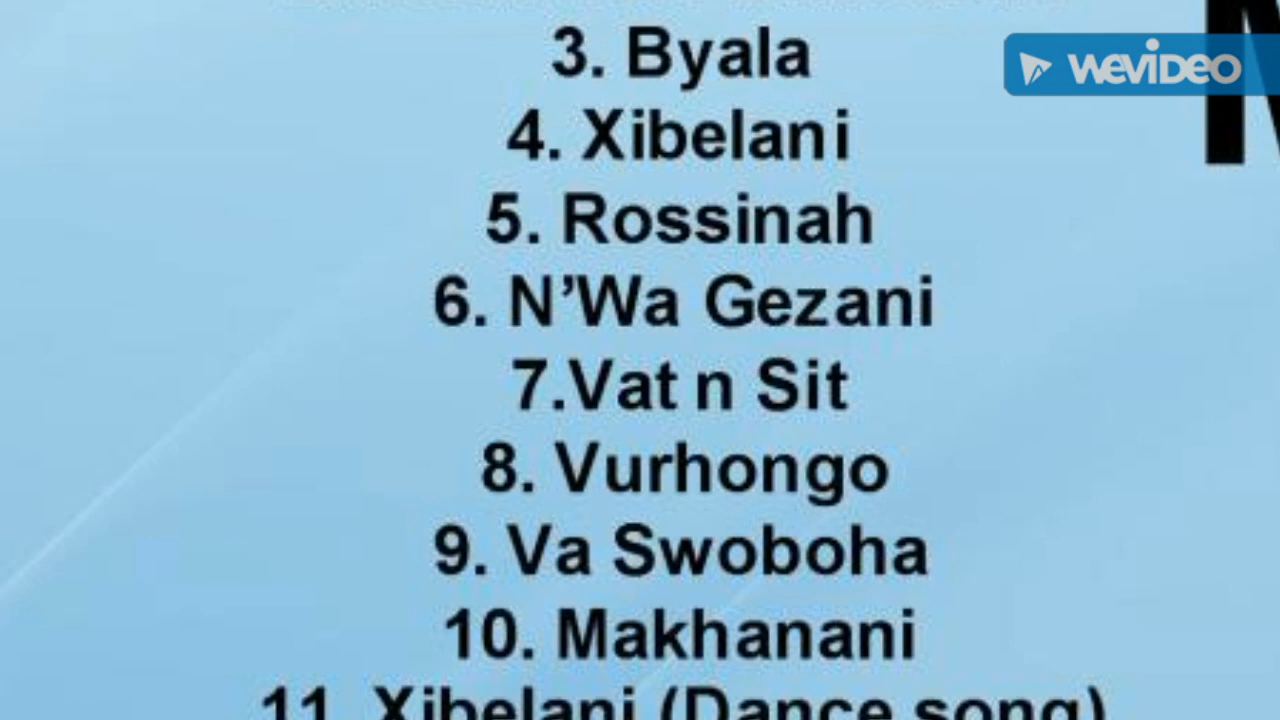 3. Byala
WEVIDEO
4. Xibelani
5. Rossinah
6. N’Wa Gezani
7.Vat n Sit
8. Vurhongo
9. Va Swoboha
10. Makhanani
11. Xibelani (Dance song)